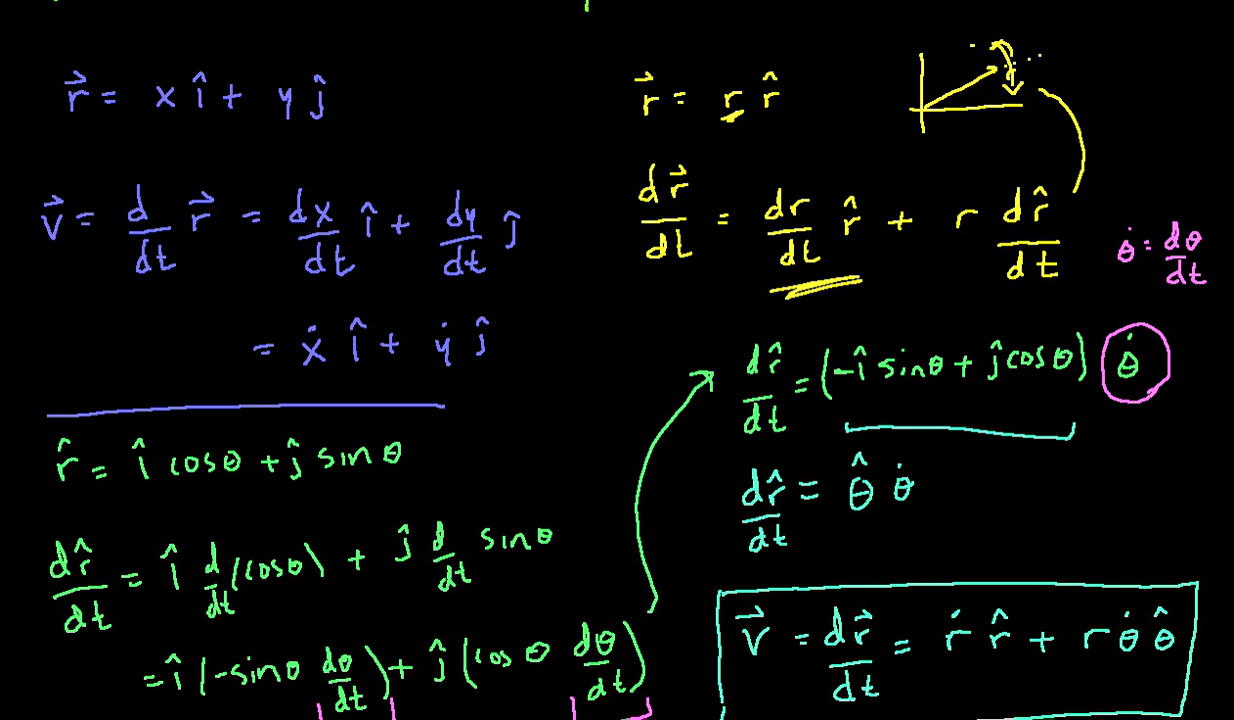 r⃗ = x î + y ĵ
v⃗ = d/dt r⃗ = dx/dt î + dy/dt ĵ
= ẋ î + ẏ ĵ
r̂ = î cosθ + ĵ sinθ
dr̂/dt = î d/dt (cosθ) + ĵ d/dt sinθ
= î (-sinθ dθ/dt) + ĵ (cosθ dθ/dt)
r⃗ = r r̂
dr⃗/dt = dr/dt r̂ + r dr̂/dt
θ̇ = dθ/dt
dr̂/dt = (-î sinθ + ĵ cosθ) θ̇
dr̂/dt = θ̂ θ̇
v⃗ = dr⃗/dt = ṙ r̂ + r θ̇ θ̂